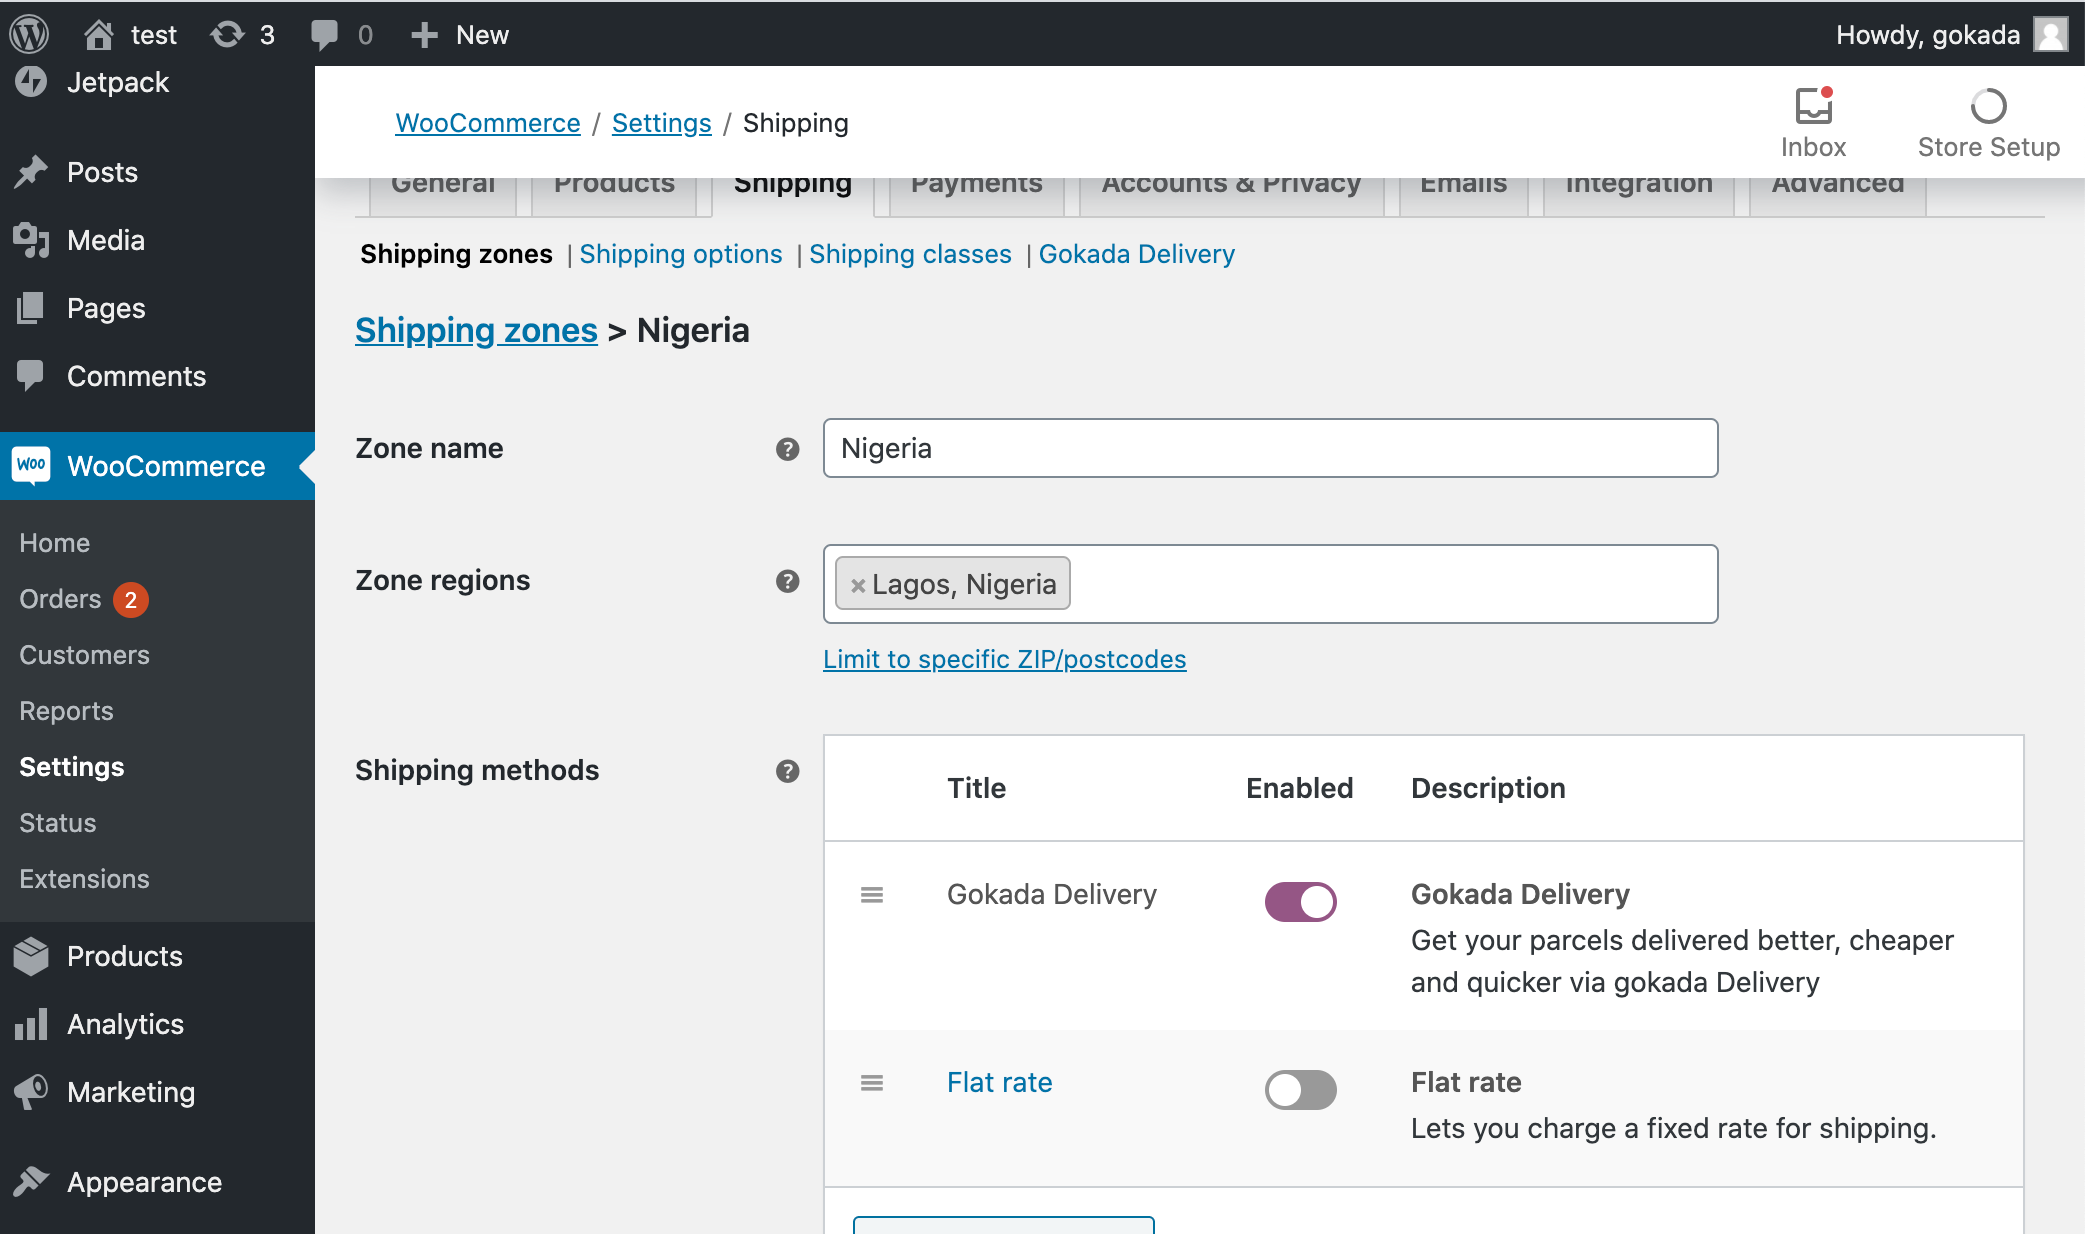 test 3 0 New Howdy, gokada
Jetpack
Posts
Media
Pages
Comments
Woo WooCommerce
Home
Orders 2
Customers
Reports
Settings
Status
Extensions
Products
Analytics
Marketing
Appearance
WooCommerce / Settings / Shipping
Inbox Store Setup
General Products Shipping Payments Accounts & Privacy Emails Integration Advanced
Shipping zones | Shipping options | Shipping classes | Gokada Delivery
Shipping zones > Nigeria
Zone name ? Nigeria
Zone regions ? × Lagos, Nigeria
Limit to specific ZIP/postcodes
Shipping methods ?
Title Enabled Description
Gokada Delivery Gokada Delivery
Get your parcels delivered better, cheaper
and quicker via gokada Delivery
Flat rate Flat rate
Lets you charge a fixed rate for shipping.